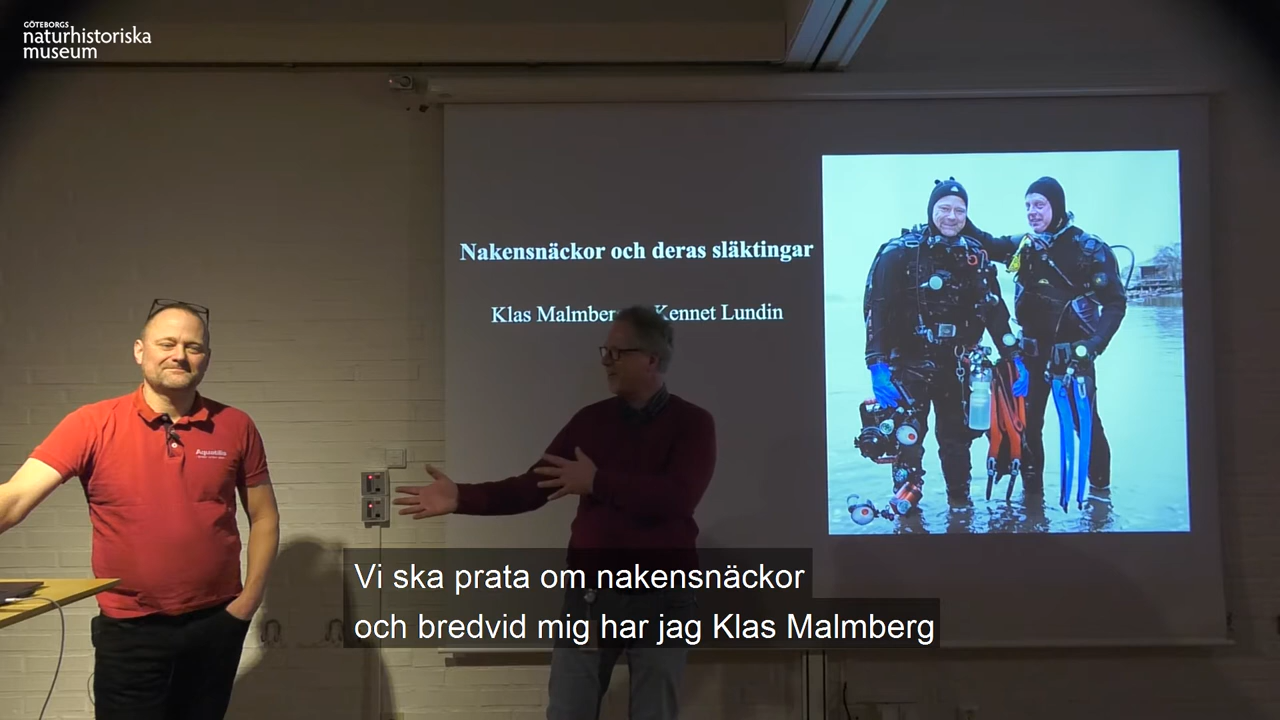 GÖTEBORGS
naturhistoriska
museum
Nakensnäckor och deras släktingar
Klas Malmber Kennet Lundin
Aquatilis
Vi ska prata om nakensnäckor
och bredvid mig har jag Klas Malmberg